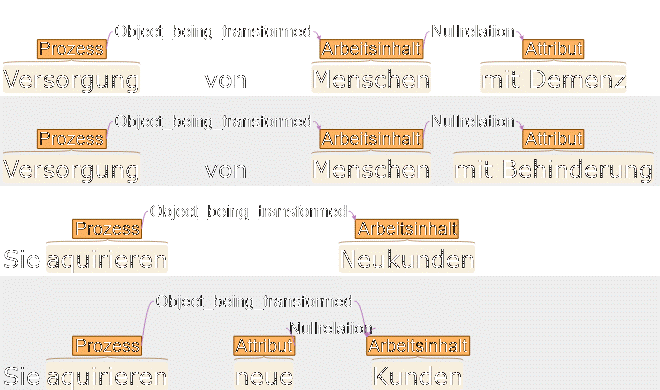 Object_being_transformed Nullrelation
Prozess Arbeitsinhalt Attribut
Versorgung von Menschen mit Demenz
Object_being_transformed Nullrelation
Prozess Arbeitsinhalt Attribut
Versorgung von Menschen mit Behinderung
Object_being_transformed
Prozess Arbeitsinhalt
Sie aquirieren Neukunden
Object_being_transformed
Nullrelation
Prozess Attribut Arbeitsinhalt
Sie aquirieren neue Kunden